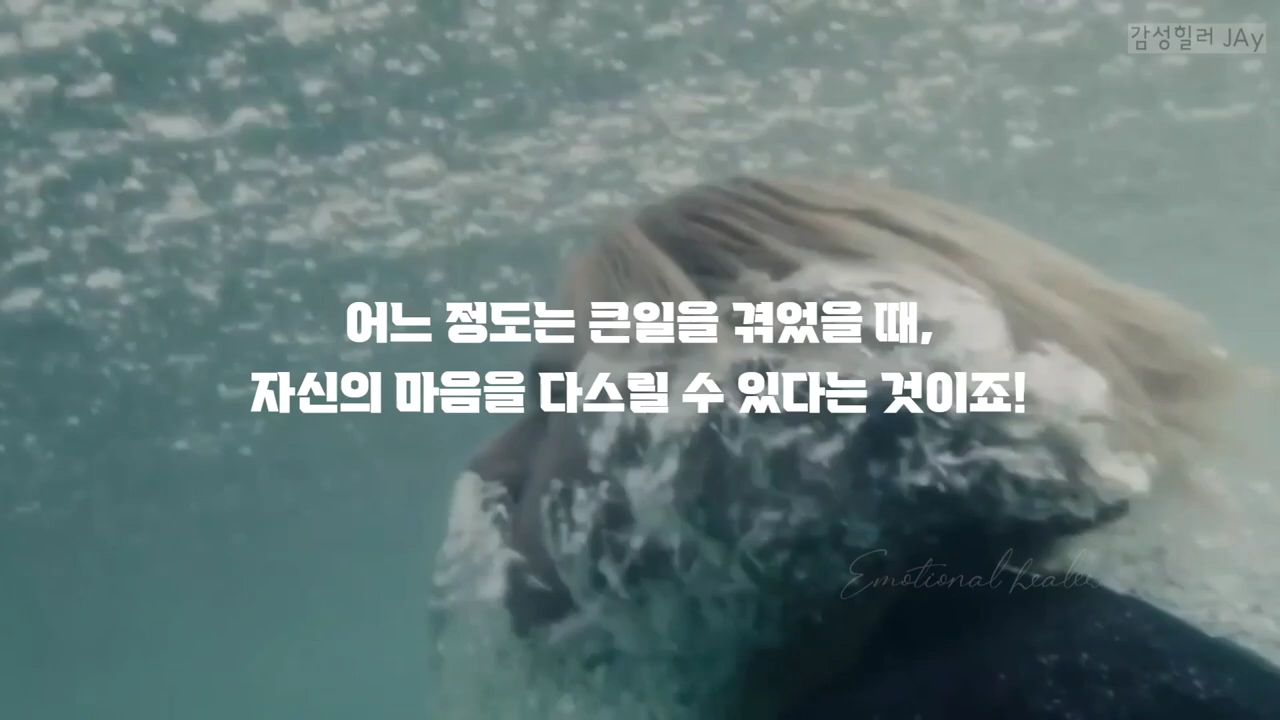 감성힐러 JAy
어느 정도는 큰일을 겪었을 때,
자신의 마음을 다스릴 수 있다는 것이죠!
Emotional healer